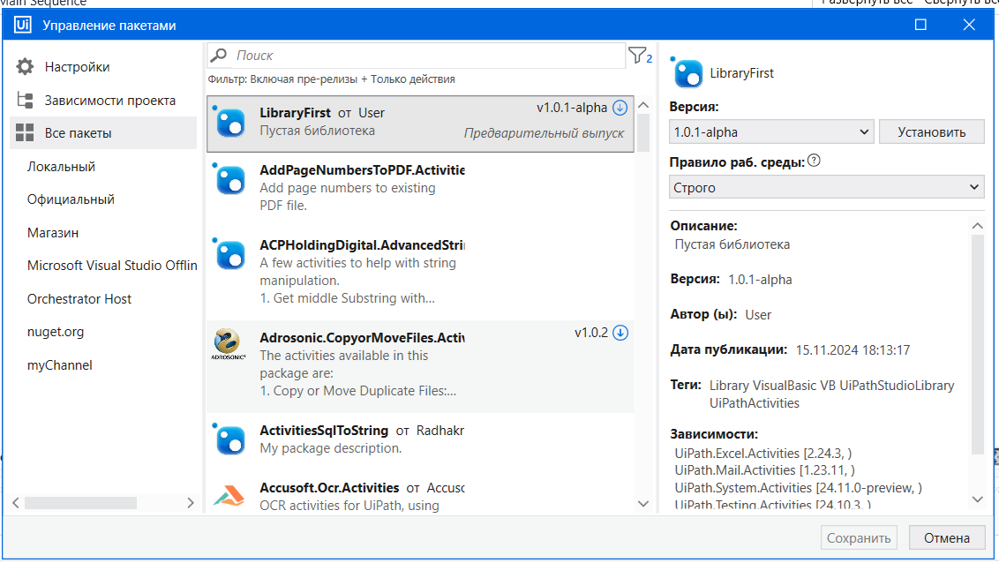 Main Sequence
Развернуть все
Свернуть вс
Ui Управление пакетами
Настройки
Зависимости проекта
Все пакеты
Локальный
Официальный
Магазин
Microsoft Visual Studio Offlin
Orchestrator Host
nuget.org
myChannel
Поиск
2
Фильтр: Включая пре-релизы + Только действия
LibraryFirst от User
v1.0.1-alpha
Пустая библиотека
Предварительный выпуск
AddPageNumbersToPDF.Activitie
Add page numbers to existing
PDF file.
ACPHoldingDigital.AdvancedStri
A few activities to help with string
manipulation.
1. Get middle Substring with...
ADROSONIC
Adrosonic.CopyorMoveFiles.Activ
v1.0.2
The activities available in this
package are:
1. Copy or Move Duplicate Files:...
ActivitiesSqlToString от Radhakr
My package description.
Accusoft.Ocr.Activities от Accusc
OCR activities for UiPath, using
LibraryFirst
Версия:
1.0.1-alpha
Установить
Правило раб. среды: ?
Строго
Описание:
Пустая библиотека
Версия: 1.0.1-alpha
Автор (ы): User
Дата публикации: 15.11.2024 18:13:17
Теги: Library VisualBasic VB UiPathStudioLibrary
UiPathActivities
Зависимости:
UiPath.Excel.Activities [2.24.3, )
UiPath.Mail.Activities [1.23.11, )
UiPath.System.Activities [24.11.0-preview, )
UiPath.Testing.Activities [24.10.3, )
Сохранить
Отмена